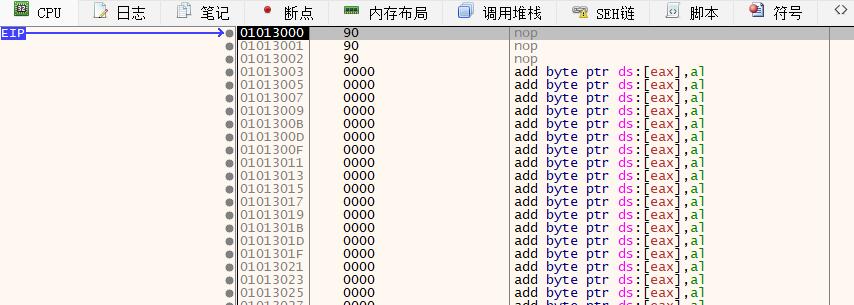 CPU 日志 笔记 断点 内存布局 调用堆栈 SEH链 脚本 符号 <>
EIP 01013000 90 nop
01013001 90 nop
01013002 90 nop
01013003 0000 add byte ptr ds:[eax],al
01013005 0000 add byte ptr ds:[eax],al
01013007 0000 add byte ptr ds:[eax],al
01013009 0000 add byte ptr ds:[eax],al
0101300B 0000 add byte ptr ds:[eax],al
0101300D 0000 add byte ptr ds:[eax],al
0101300F 0000 add byte ptr ds:[eax],al
01013011 0000 add byte ptr ds:[eax],al
01013013 0000 add byte ptr ds:[eax],al
01013015 0000 add byte ptr ds:[eax],al
01013017 0000 add byte ptr ds:[eax],al
01013019 0000 add byte ptr ds:[eax],al
0101301B 0000 add byte ptr ds:[eax],al
0101301D 0000 add byte ptr ds:[eax],al
0101301F 0000 add byte ptr ds:[eax],al
01013021 0000 add byte ptr ds:[eax],al
01013023 0000 add byte ptr ds:[eax],al
01013025 0000 add byte ptr ds:[eax],al